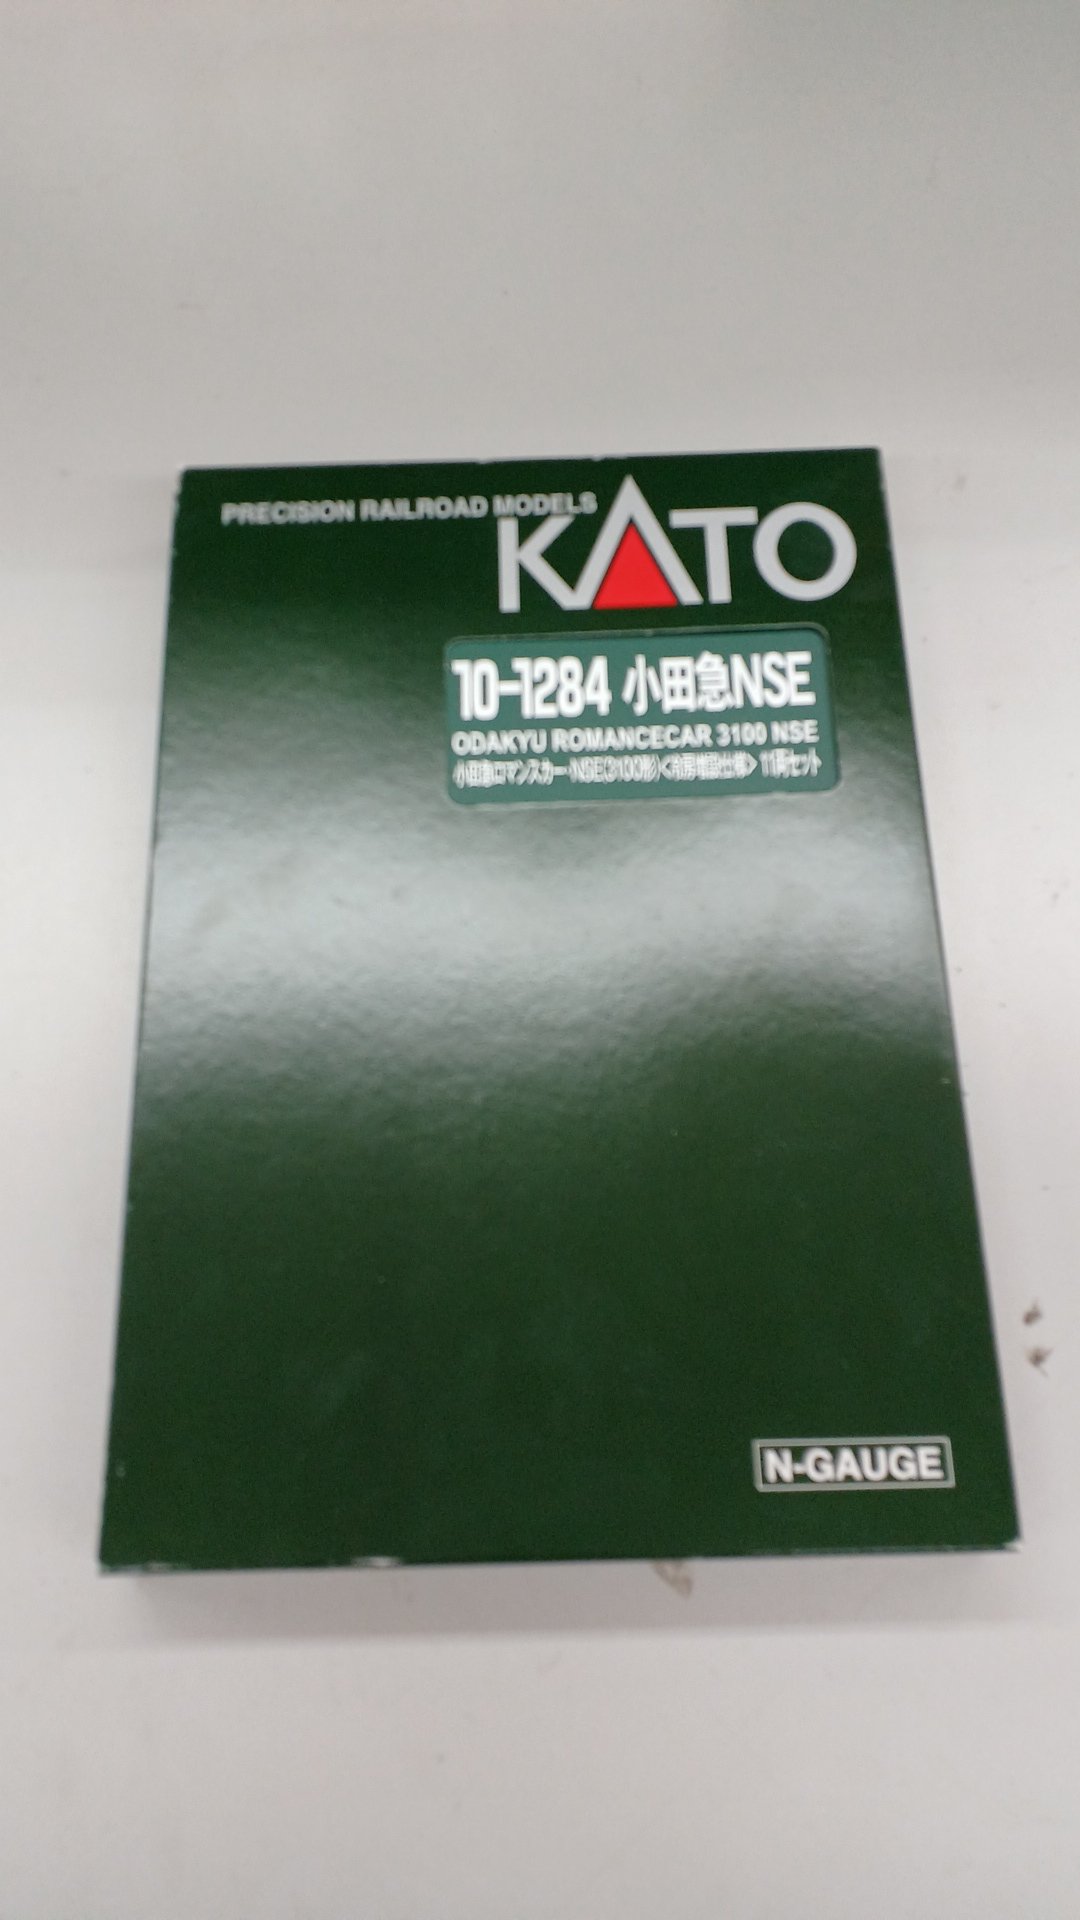 PRECISION RAILROAD MODELS
KATO
10-1284 小田急NSE
ODAKYU ROMANCECAR 3100 NSE
小田急ロマンスカー・NSE(3100形)<冷房増設仕様> 11両セット
N-GAUGE